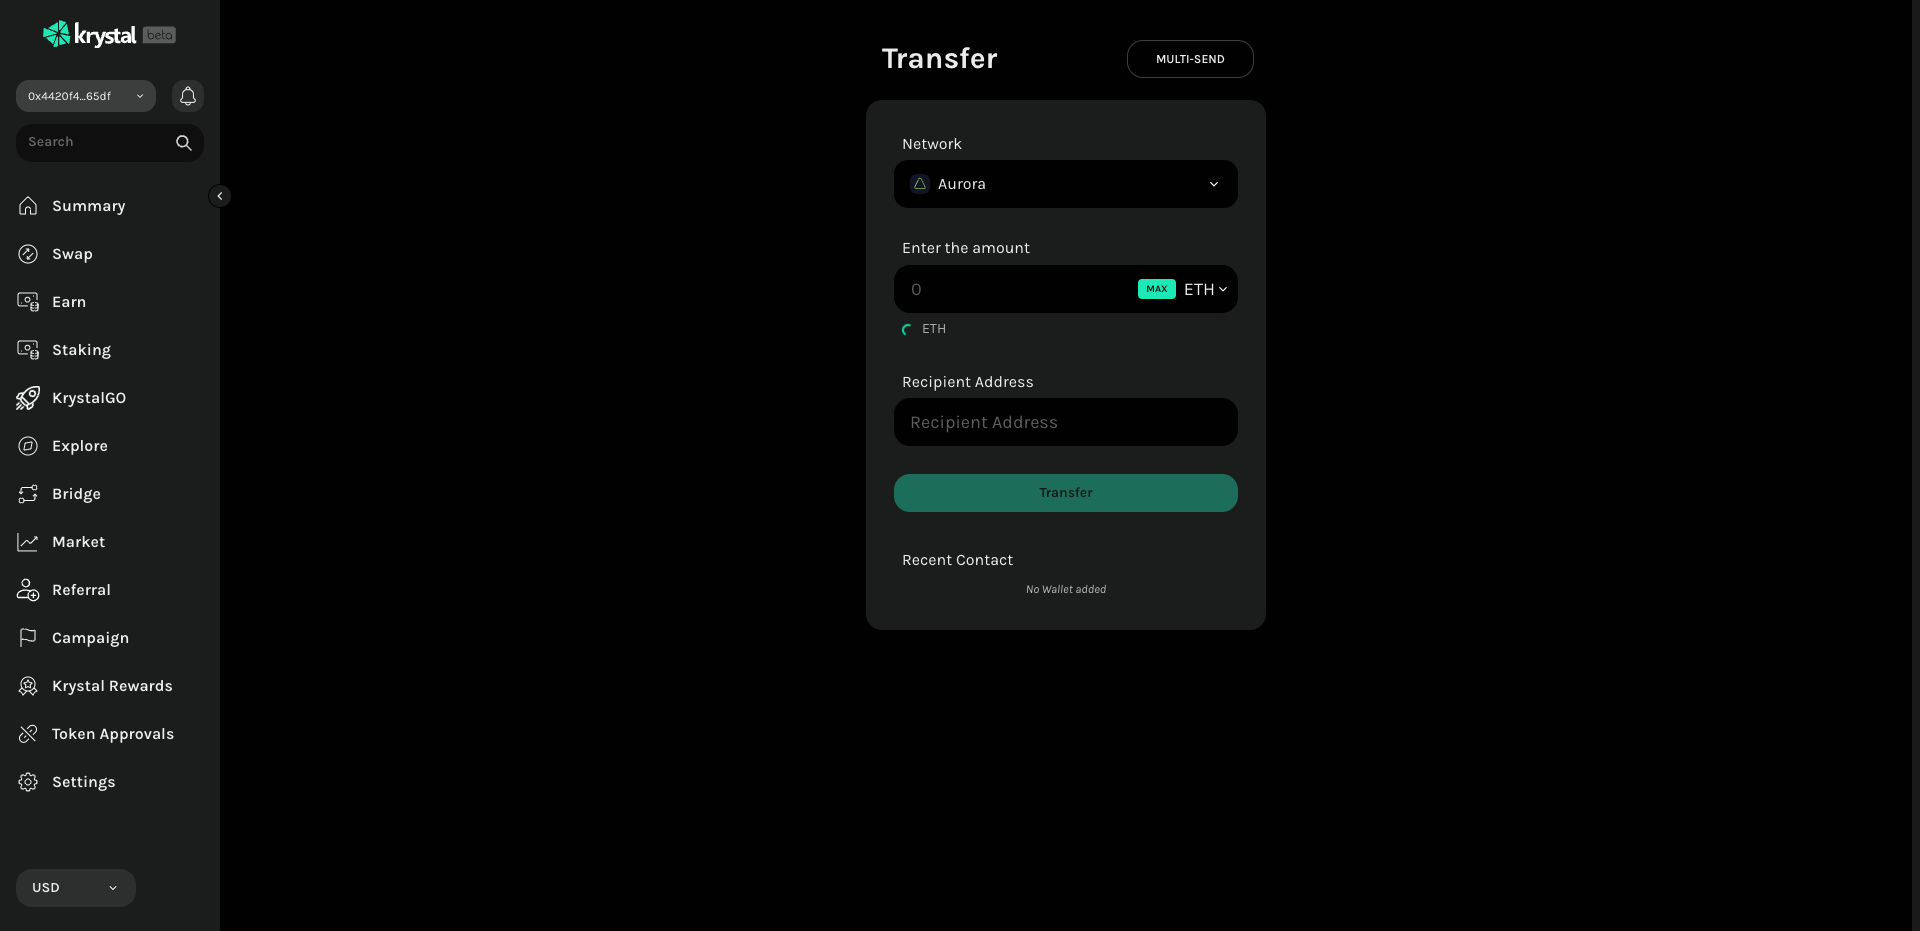 krystal beta
0x4420f4...65df
Search
Summary
Swap
Earn
Staking
KrystalGO
Explore
Bridge
Market
Referral
Campaign
Krystal Rewards
Token Approvals
Settings
USD
Transfer
MULTI-SEND
Network
Aurora
Enter the amount
0 MAX ETH
ETH
Recipient Address
Recipient Address
Transfer
Recent Contact
No Wallet added